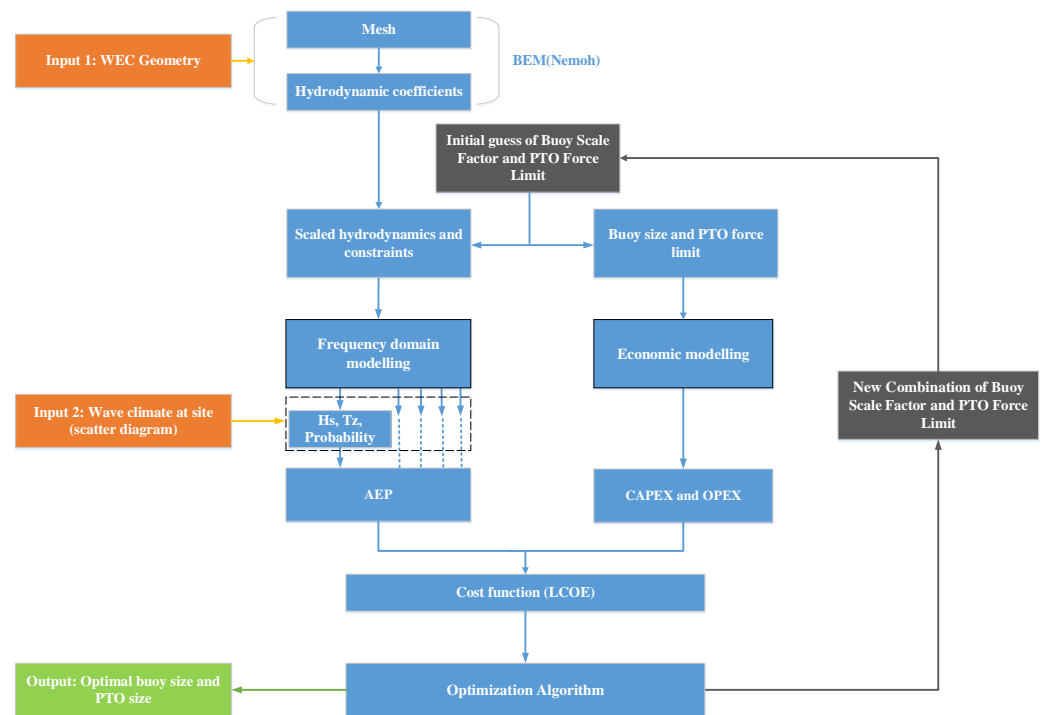 Mesh
Input 1: WEC Geometry
BEM(Nemoh)
Hydrodynamic coefficients
Initial guess of Buoy Scale
Factor and PTO Force
Limit
Scaled hydrodynamics and
constraints
Buoy size and PTO force
limit
Frequency domain
modelling
Economic modelling
New Combination of Buoy
Scale Factor and PTO Force
Limit
Input 2: Wave climate at site
(scatter diagram)
Hs, Tz,
Probability
AEP
CAPEX and OPEX
Cost function (LCOE)
Output: Optimal buoy size and
PTO size
Optimization Algorithm